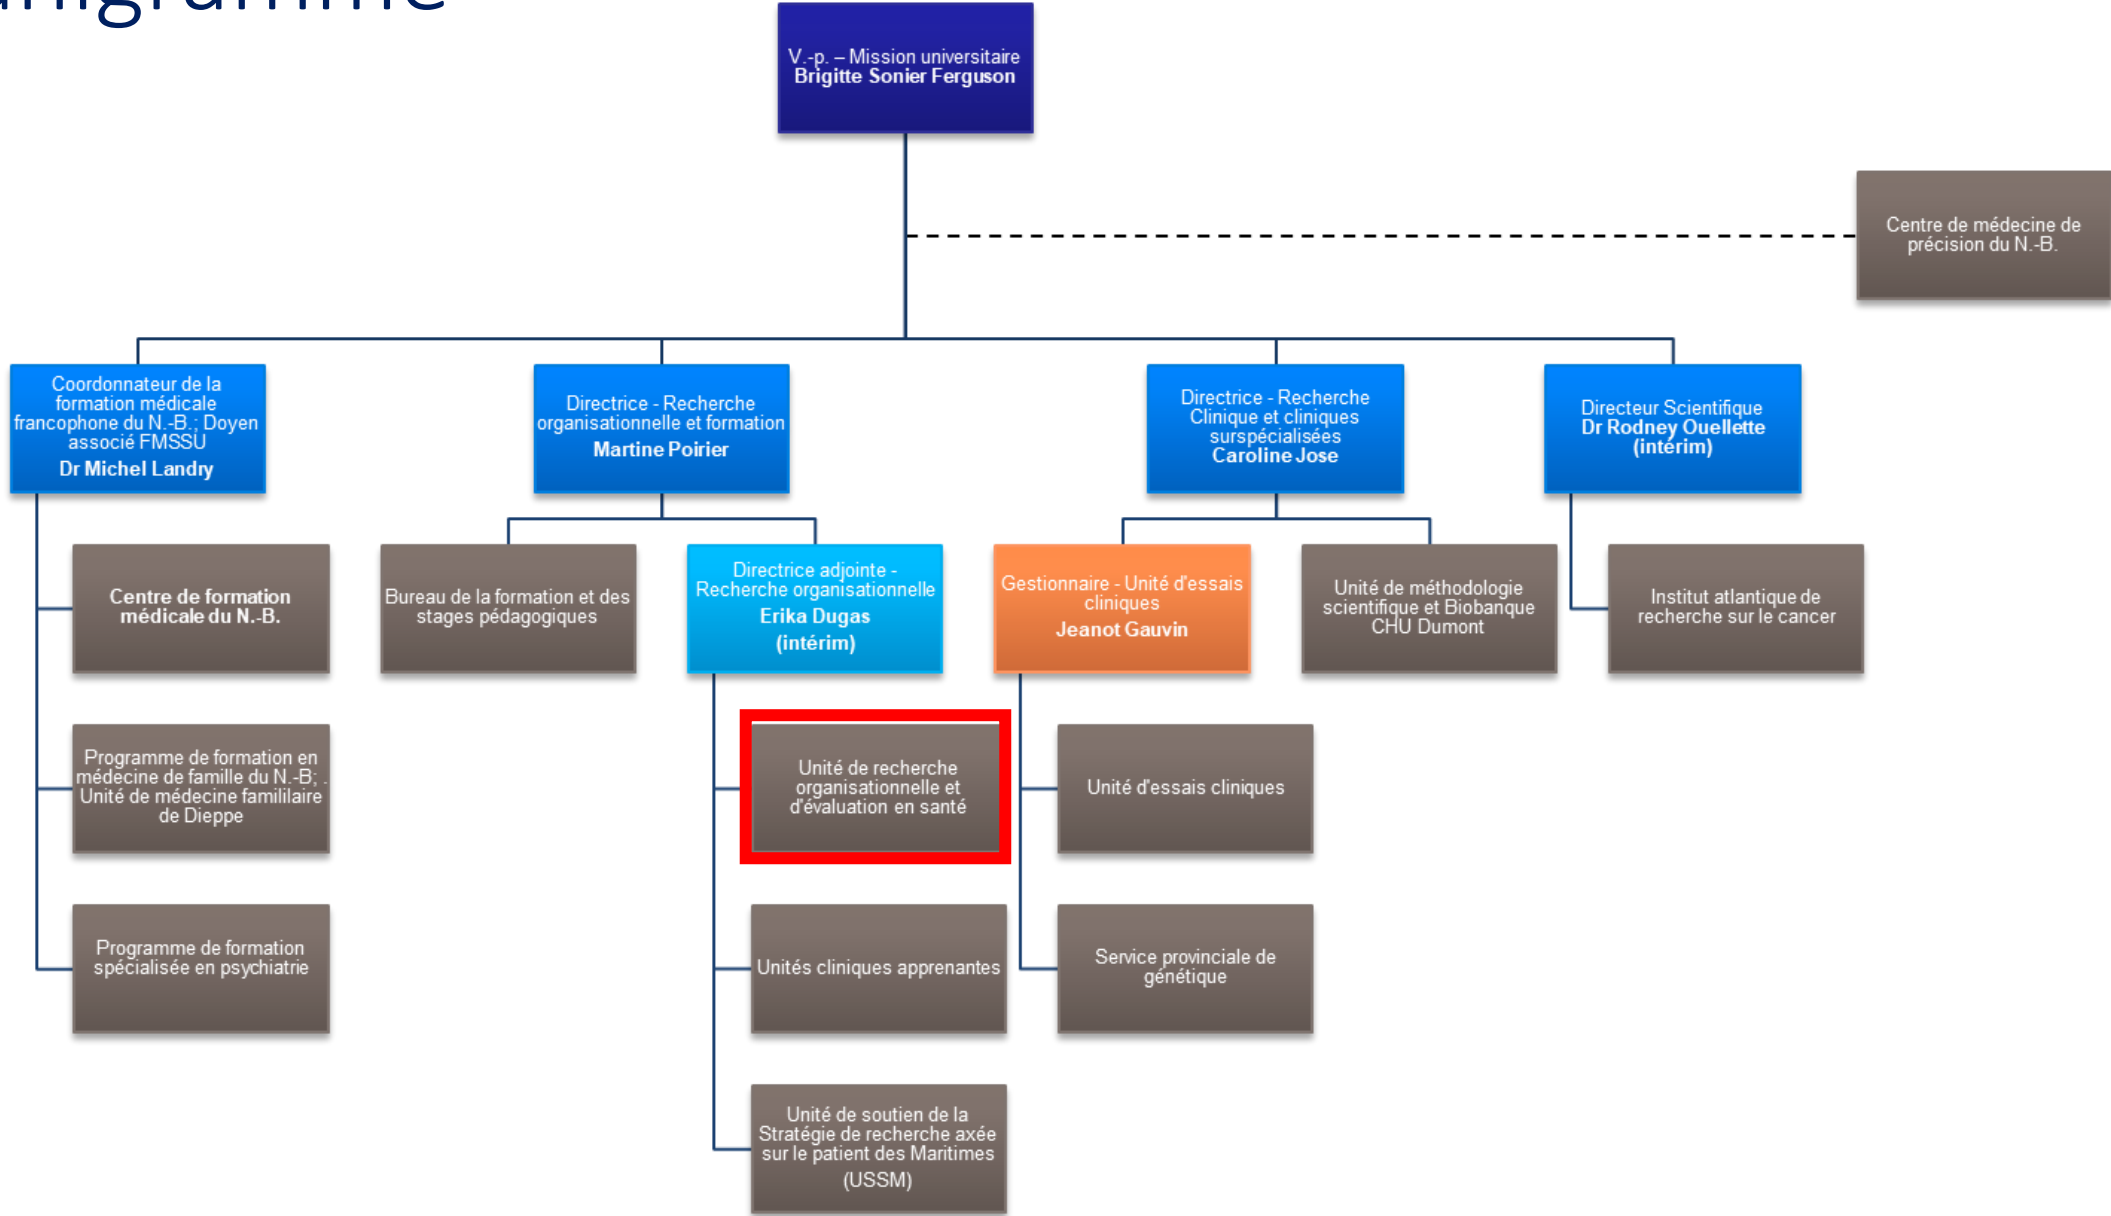 V.-p. – Mission universitaire
Brigitte Sonier Ferguson
Centre de médecine de
précision du N.-B.
Coordonnateur de la
formation médicale
francophone du N.-B.; Doyen
associé FMSSU
Dr Michel Landry
Directrice - Recherche
organisationnelle et formation
Martine Poirier
Directrice - Recherche
Clinique et cliniques
surspécialisées
Caroline Jose
Directeur Scientifique
Dr Rodney Ouellette
(intérim)
Centre de formation
médicale du N.-B.
Bureau de la formation et des
stages pédagogiques
Directrice adjointe -
Recherche organisationnelle
Erika Dugas
(intérim)
Gestionnaire - Unité d'essais
cliniques
Jeanot Gauvin
Unité de méthodologie
scientifique et Biobanque
CHU Dumont
Institut atlantique de
recherche sur le cancer
Programme de formation en
médecine de famille du N.-B; .
Unité de médecine famililaire
de Dieppe
Unité de recherche
organisationnelle et
d'évaluation en santé
Unité d'essais cliniques
Programme de formation
spécialisée en psychiatrie
Unités cliniques apprenantes
Service provinciale de
génétique
Unité de soutien de la
Stratégie de recherche axée
sur le patient des Maritimes
(USSM)